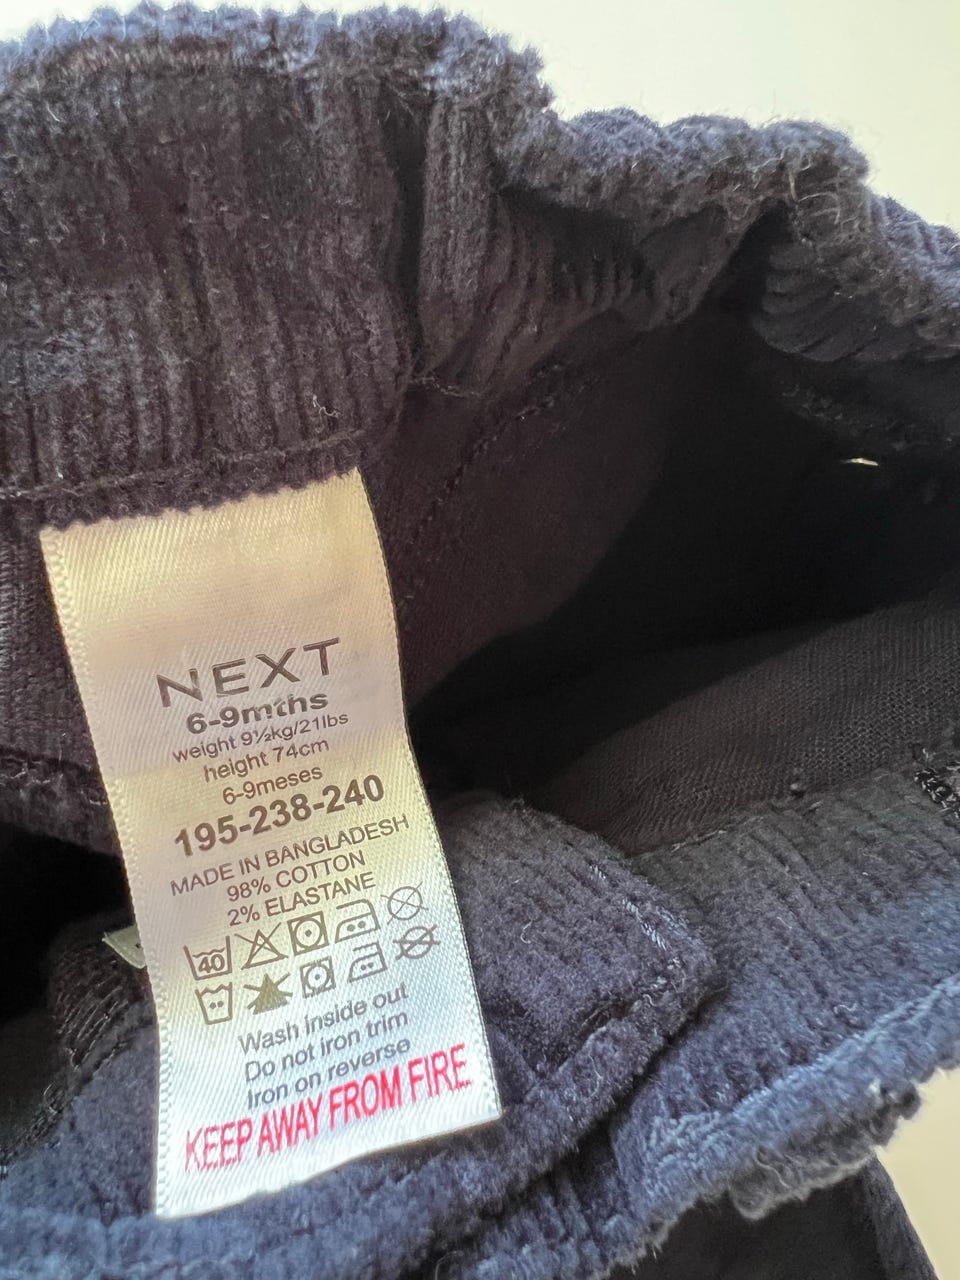 NEXT
6-9mths
weight 9½kg/21lbs
height 74cm
6-9meses
195-238-240
MADE IN BANGLADESH
98% COTTON
2% ELASTANE
40
Wash inside out
Do not iron trim
Iron on reverse
KEEP AWAY FROM FIRE